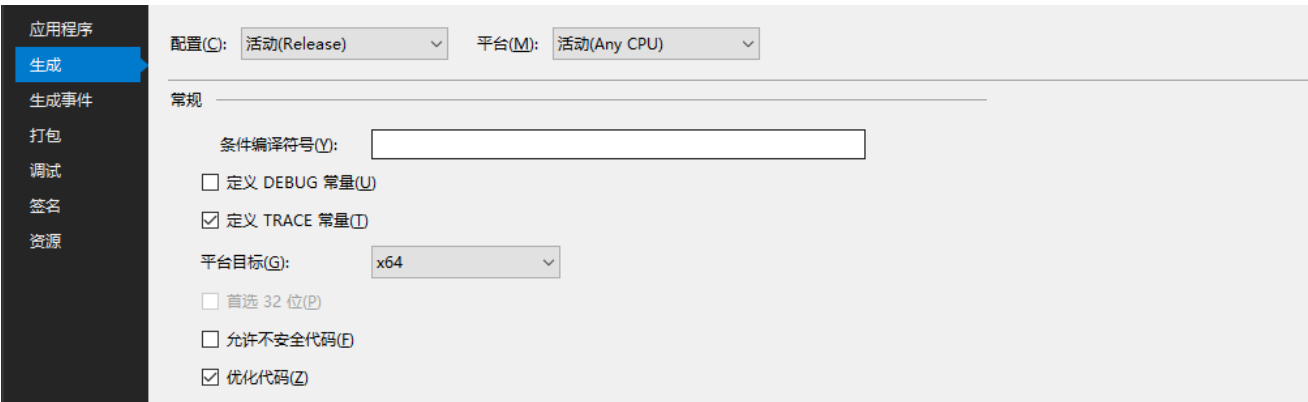 应用程序
生成
生成事件
打包
调试
签名
资源
配置(C): 活动(Release) 平台(M): 活动(Any CPU)
常规
条件编译符号(Y):
定义 DEBUG 常量(U)
定义 TRACE 常量(T)
平台目标(G): x64
首选 32 位(P)
允许不安全代码(F)
优化代码(Z)